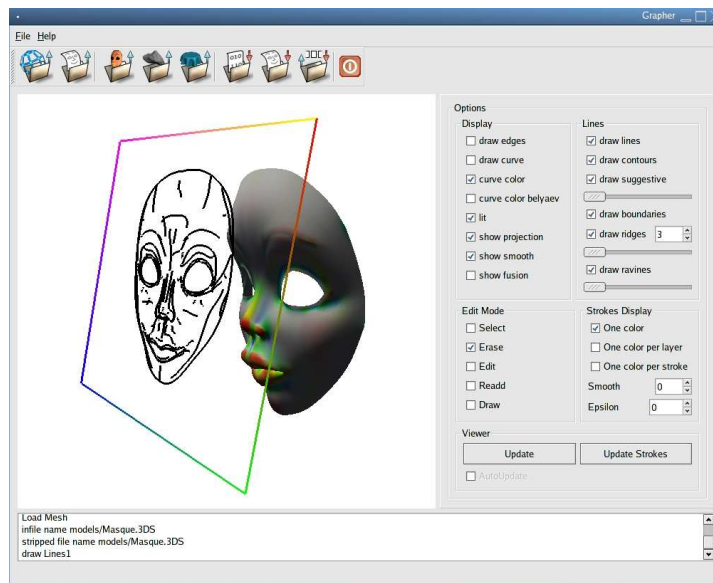 Grapher
File Help
Options
Display
draw edges
draw curve
curve color
curve color belyaev
lit
show projection
show smooth
show fusion
Lines
draw lines
draw contours
draw suggestive
draw boundaries
draw ridges 3
draw ravines
Edit Mode
Select
Erase
Edit
Readd
Draw
Strokes Display
One color
One color per layer
One color per stroke
Smooth 0
Epsilon 0
Viewer
Update Update Strokes
AutoUpdate
Load Mesh
infile name models/Masque.3DS
stripped file name models/Masque.3DS
draw Lines1